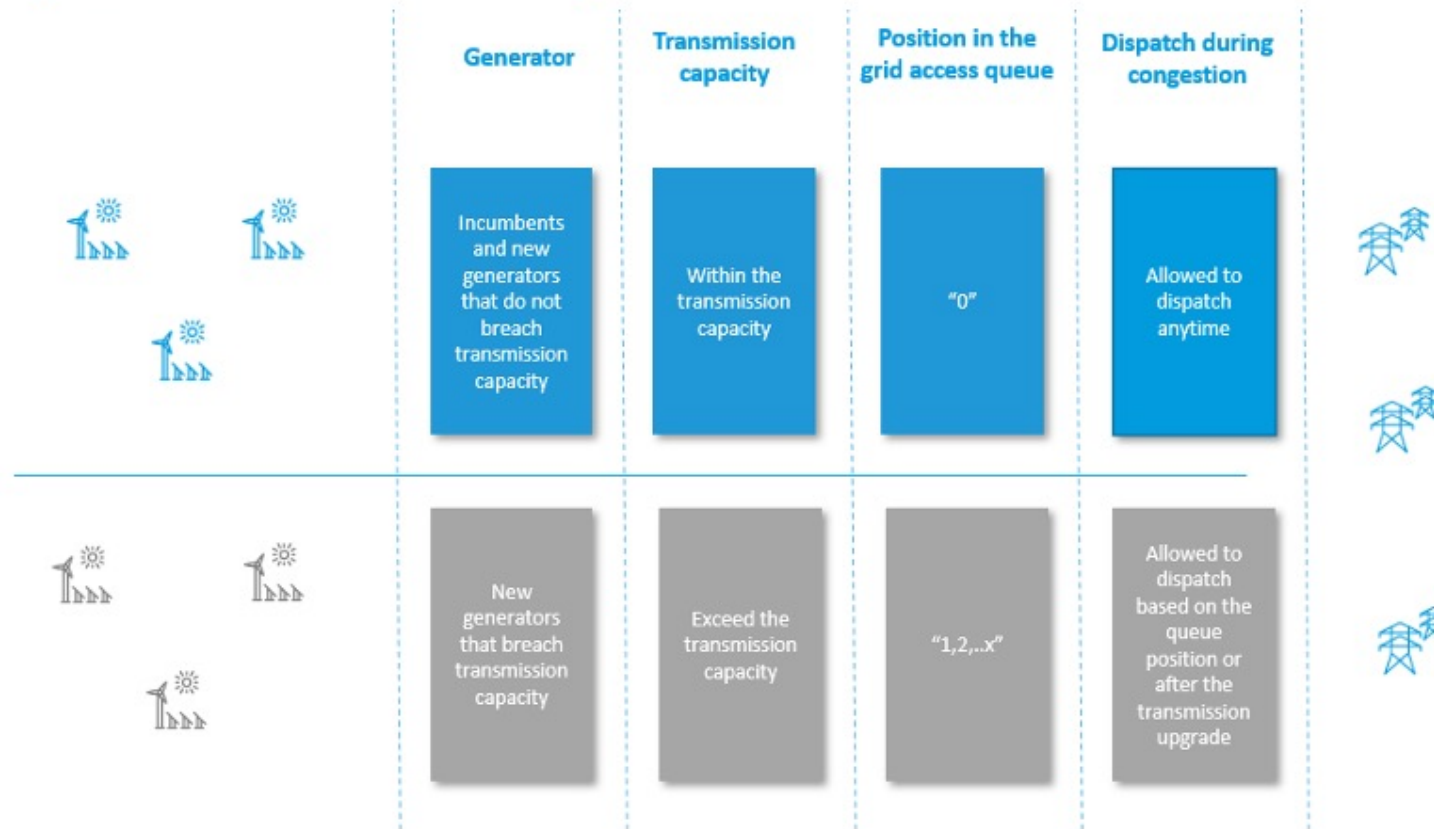 Generator
Transmission
capacity
Position in the
grid access queue
Dispatch during
congestion
Incumbents
and new
generators
that do not
breach
transmission
capacity
Within the
transmission
capacity
“0”
Allowed to
dispatch
anytime
New
generators
that breach
transmission
capacity
Exceed the
transmission
capacity
“1,2,..x”
Allowed to
dispatch
based on the
queue
position or
after the
transmission
upgrade